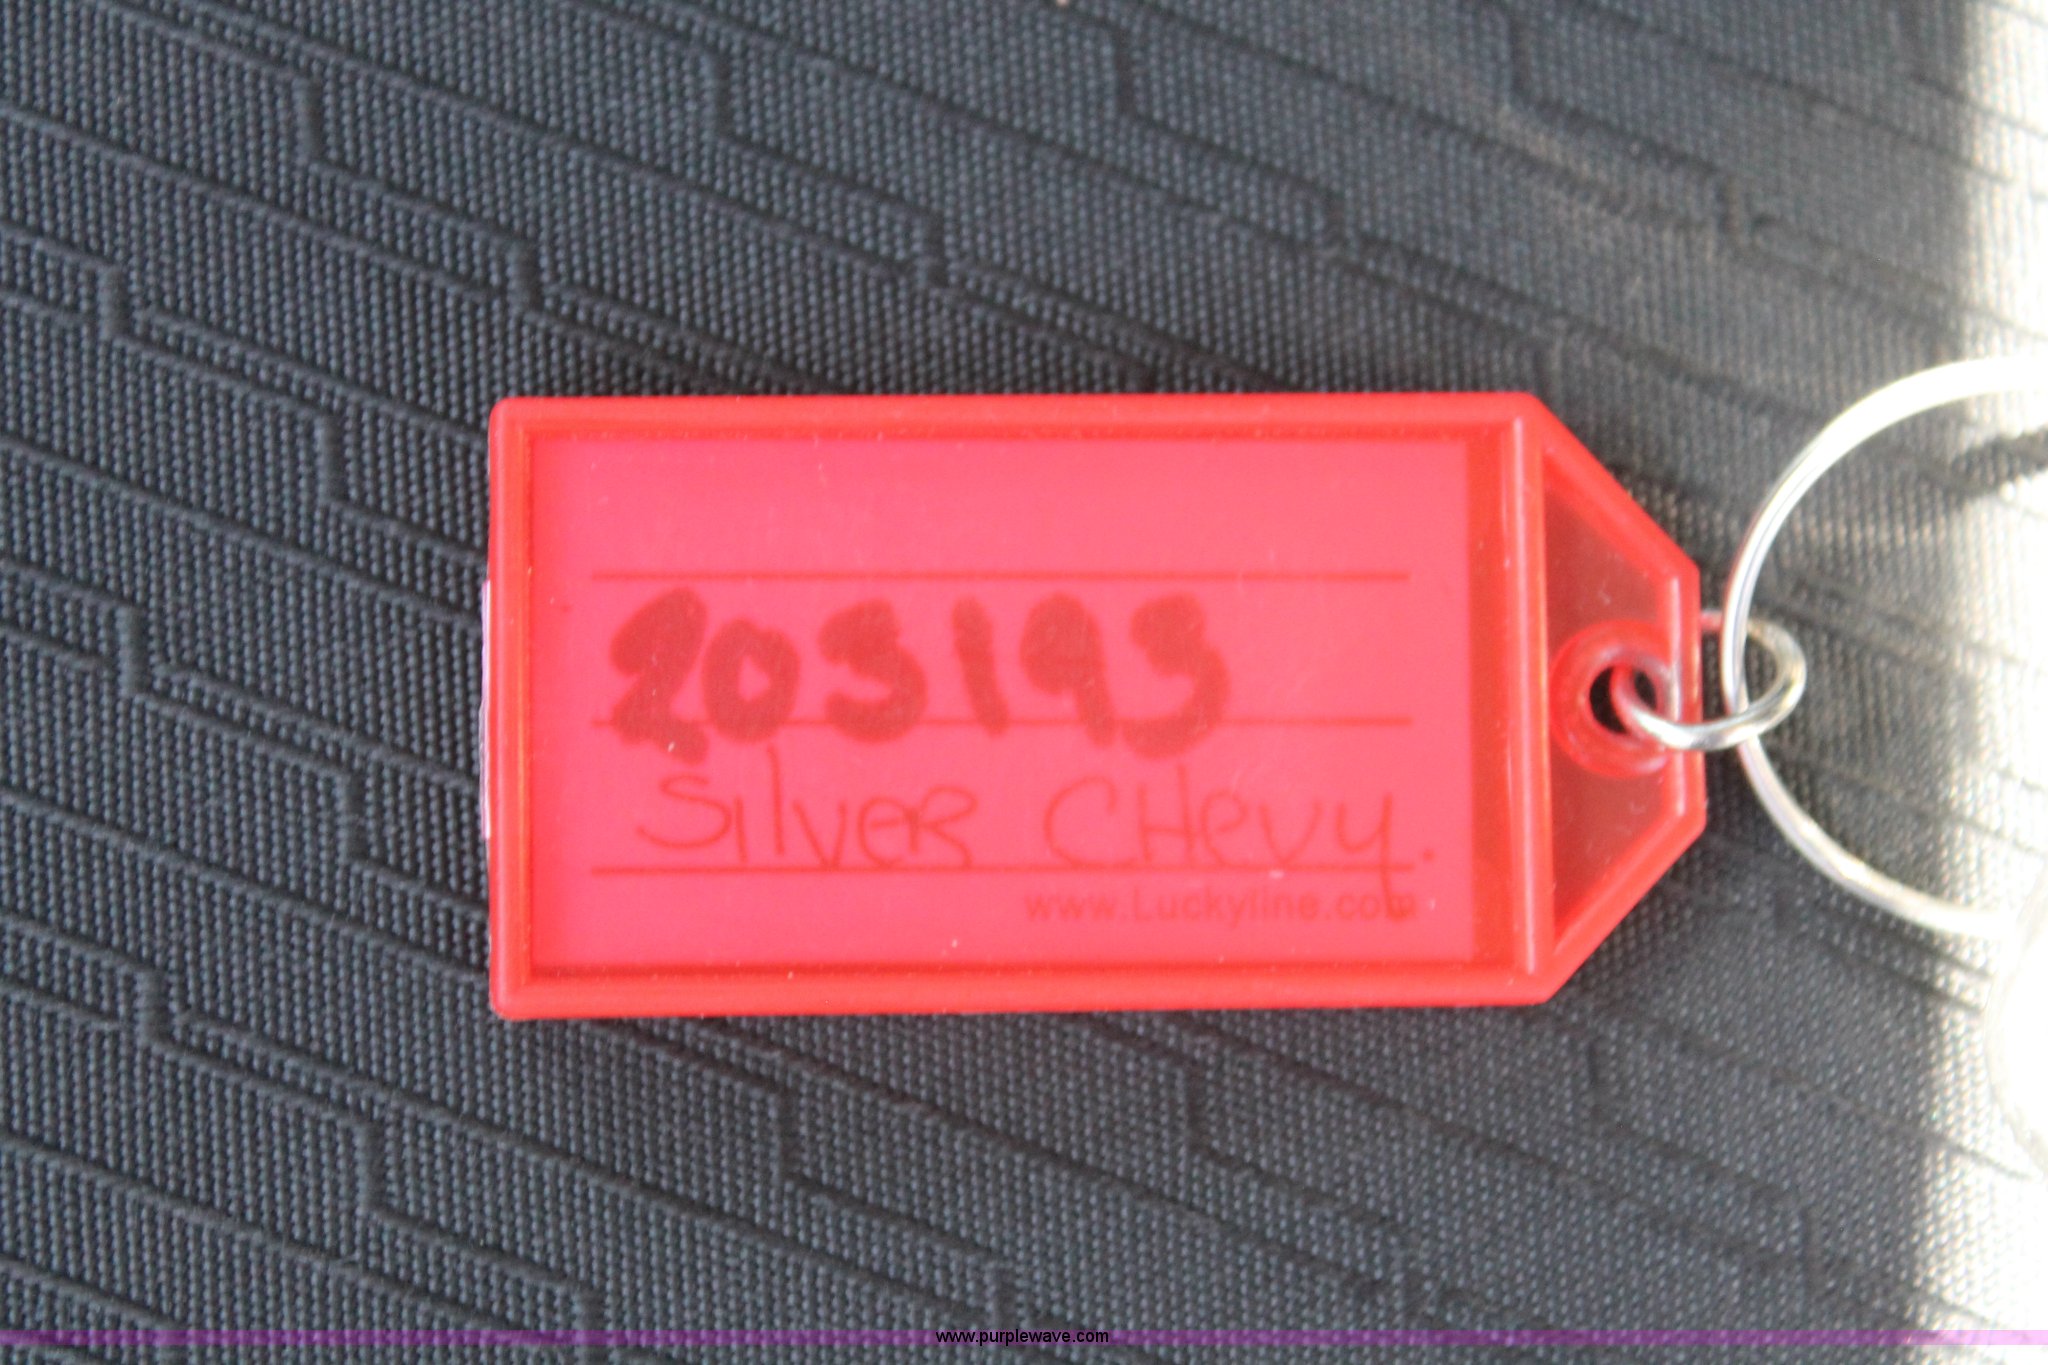 203193
Silver Chevy.
www.Luckyline.com
www.purplewave.com